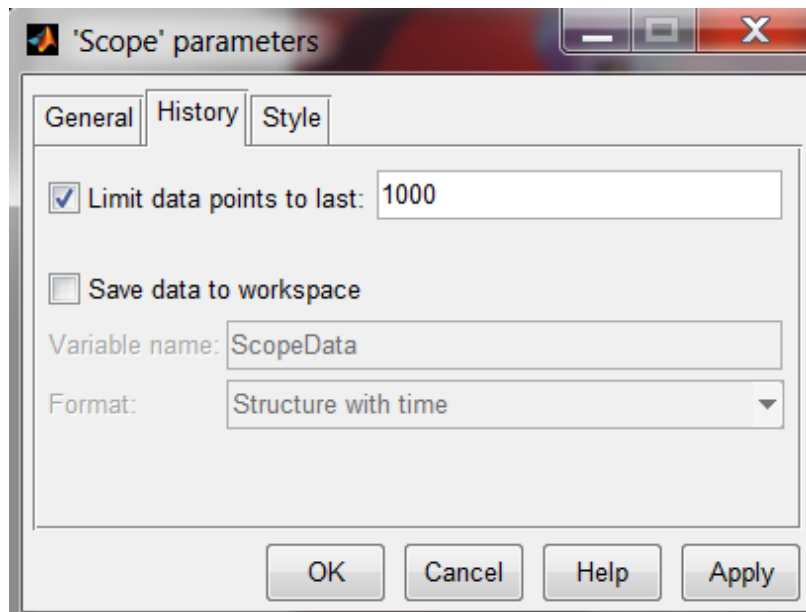 'Scope' parameters
General History Style
Limit data points to last: 1000
Save data to workspace
Variable name: ScopeData
Format: Structure with time
OK Cancel Help Apply